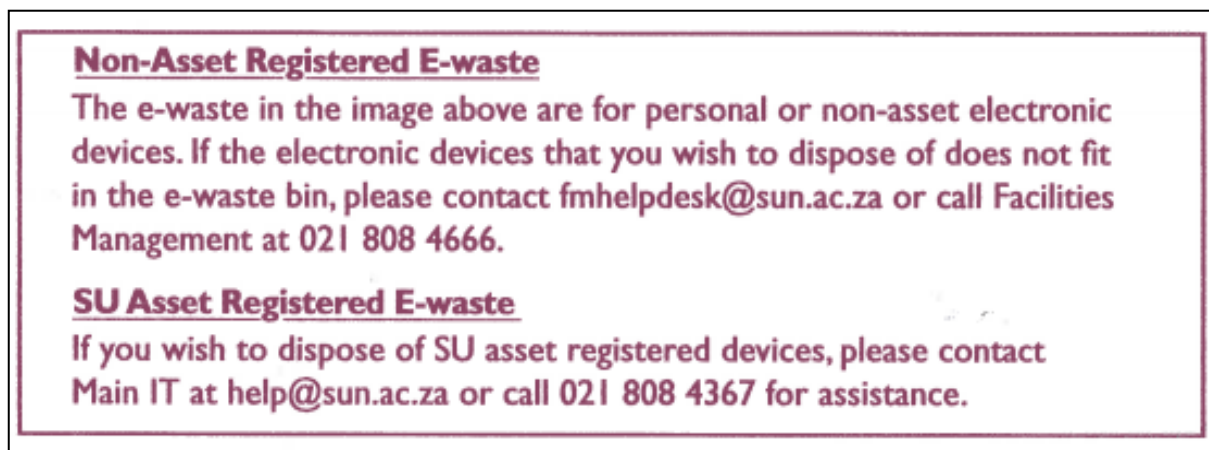 Non-Asset Registered E-waste
The e-waste in the image above are for personal or non-asset electronic
devices. If the electronic devices that you wish to dispose of does not fit
in the e-waste bin, please contact fmhelpdesk@sun.ac.za or call Facilities
Management at 021 808 4666.
SU Asset Registered E-waste
If you wish to dispose of SU asset registered devices, please contact
Main IT at help@sun.ac.za or call 021 808 4367 for assistance.